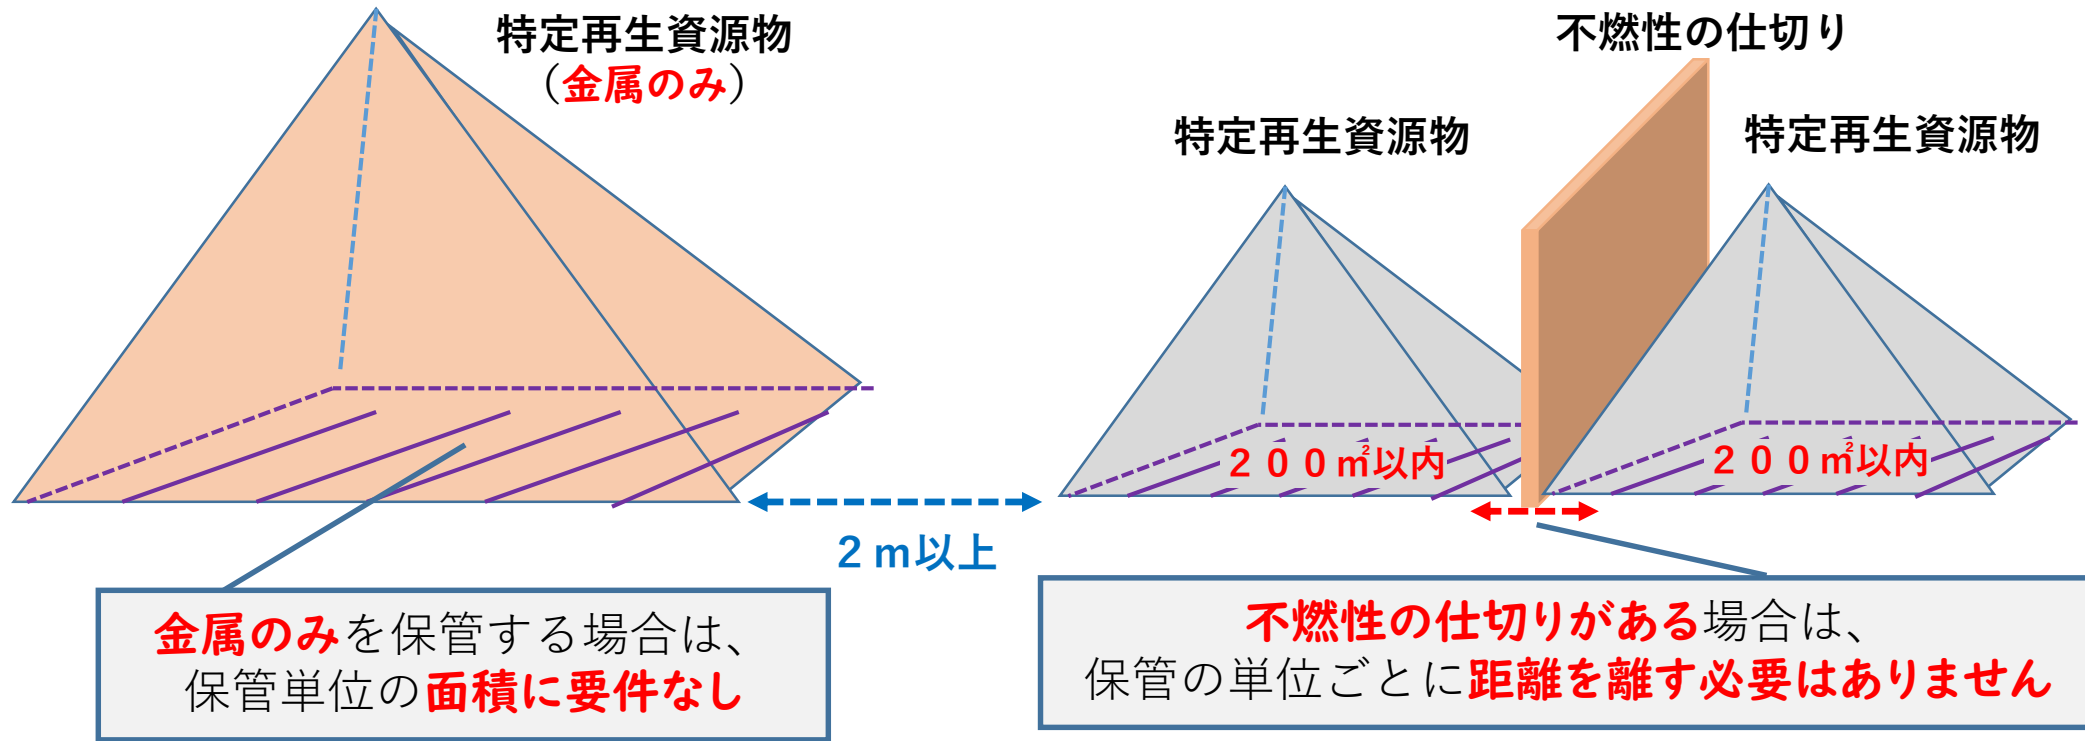 特定再生資源物
（金属のみ）
不燃性の仕切り
特定再生資源物
特定再生資源物
２００㎡以内
２００㎡以内
２ｍ以上
金属のみを保管する場合は、
保管単位の面積に要件なし
不燃性の仕切りがある場合は、
保管の単位ごとに距離を離す必要はありません